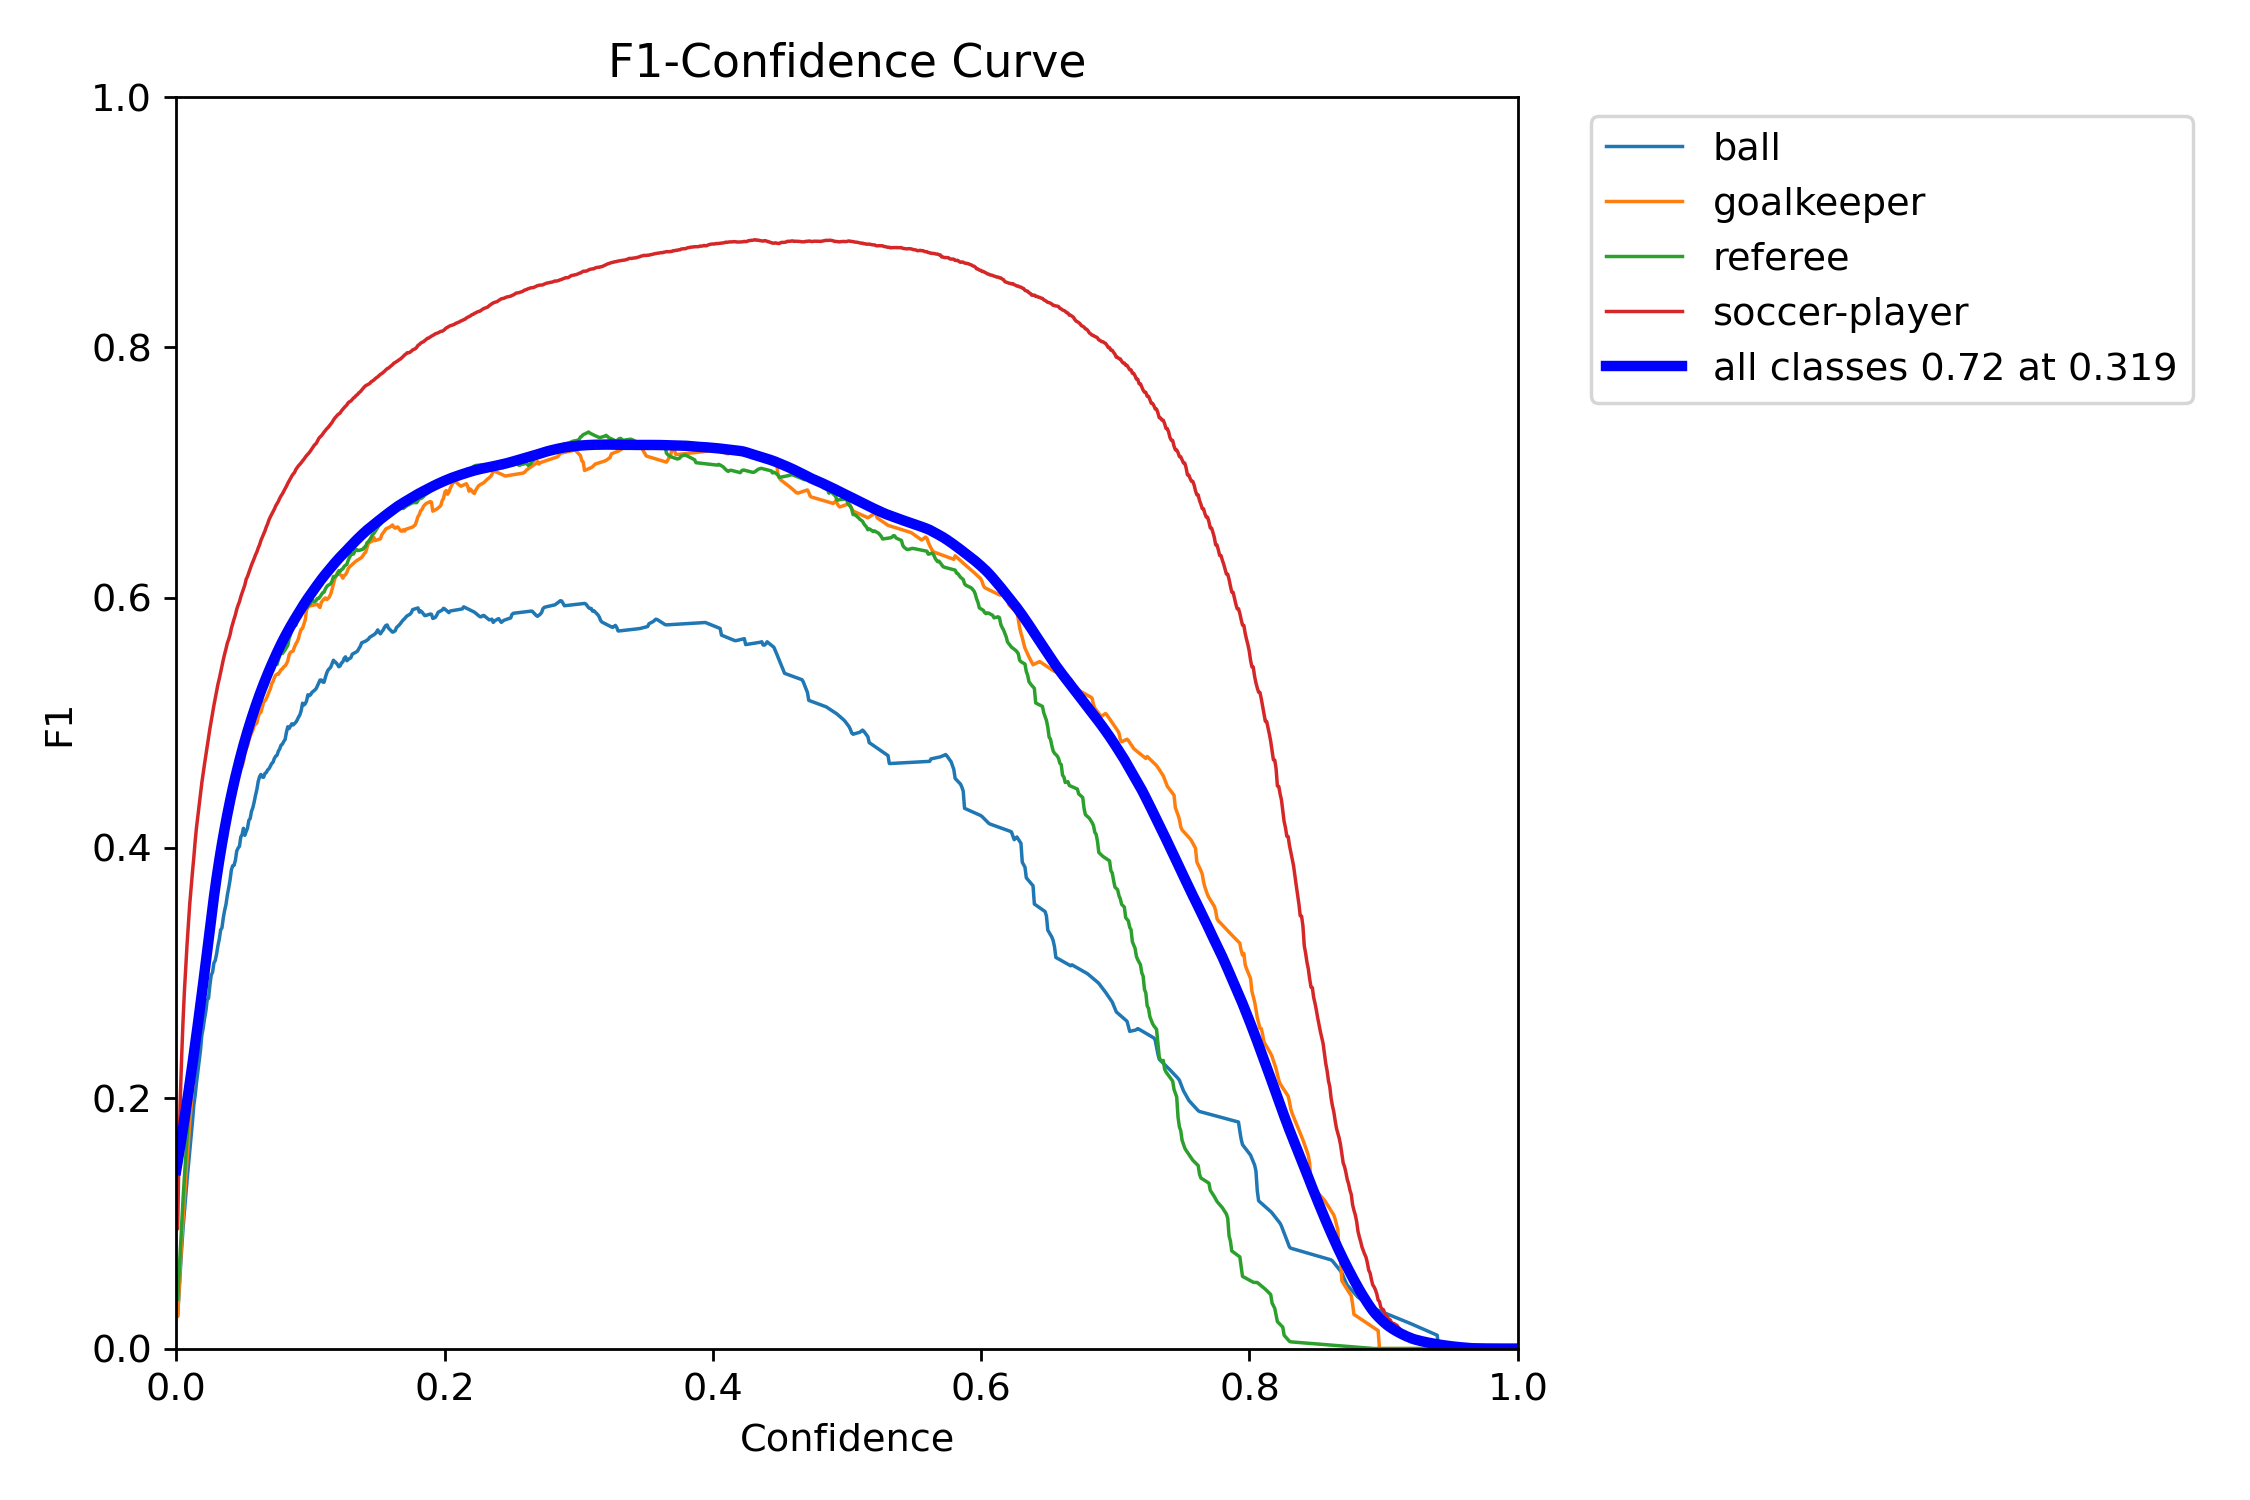 F1-Confidence Curve
1.0
0.8
0.6
0.4
0.2
0.0
F1
0.0 0.2 0.4 0.6 0.8 1.0
Confidence
ball
goalkeeper
referee
soccer-player
all classes 0.72 at 0.319